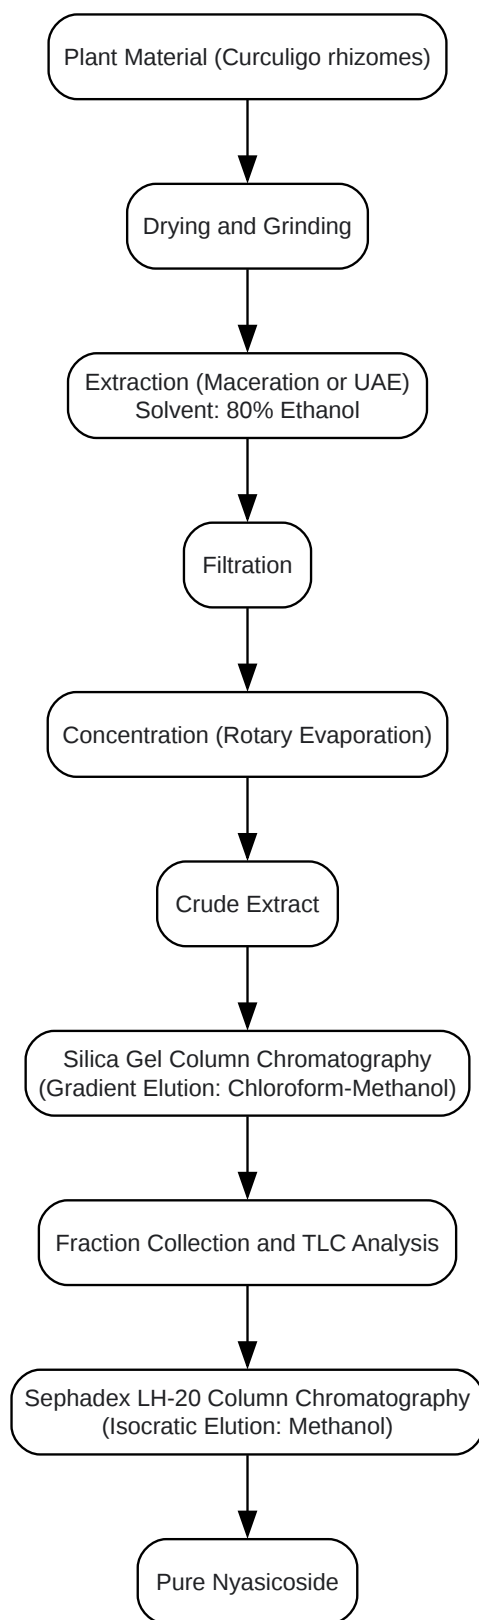 Plant Material (Curculigo rhizomes)
Drying and Grinding
Extraction (Maceration or UAE)
Solvent: 80% Ethanol
Filtration
Concentration (Rotary Evaporation)
Crude Extract
Silica Gel Column Chromatography
(Gradient Elution: Chloroform-Methanol)
Fraction Collection and TLC Analysis
Sephadex LH-20 Column Chromatography
(Isocratic Elution: Methanol)
Pure Nyasicoside